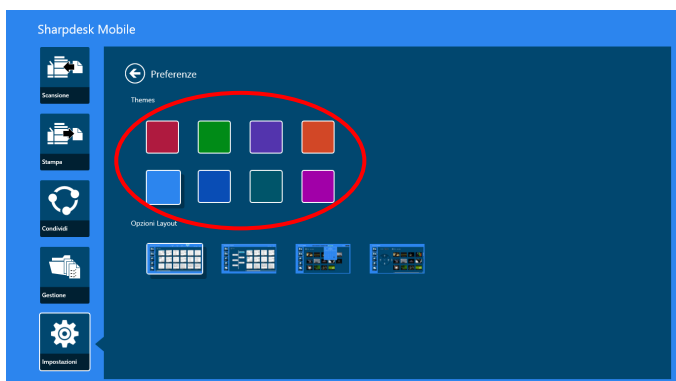 Sharpdesk Mobile
Scansione
Stampa
Condividi
Gestione
Impostazioni
Preferenze
Themes
Opzioni Layout